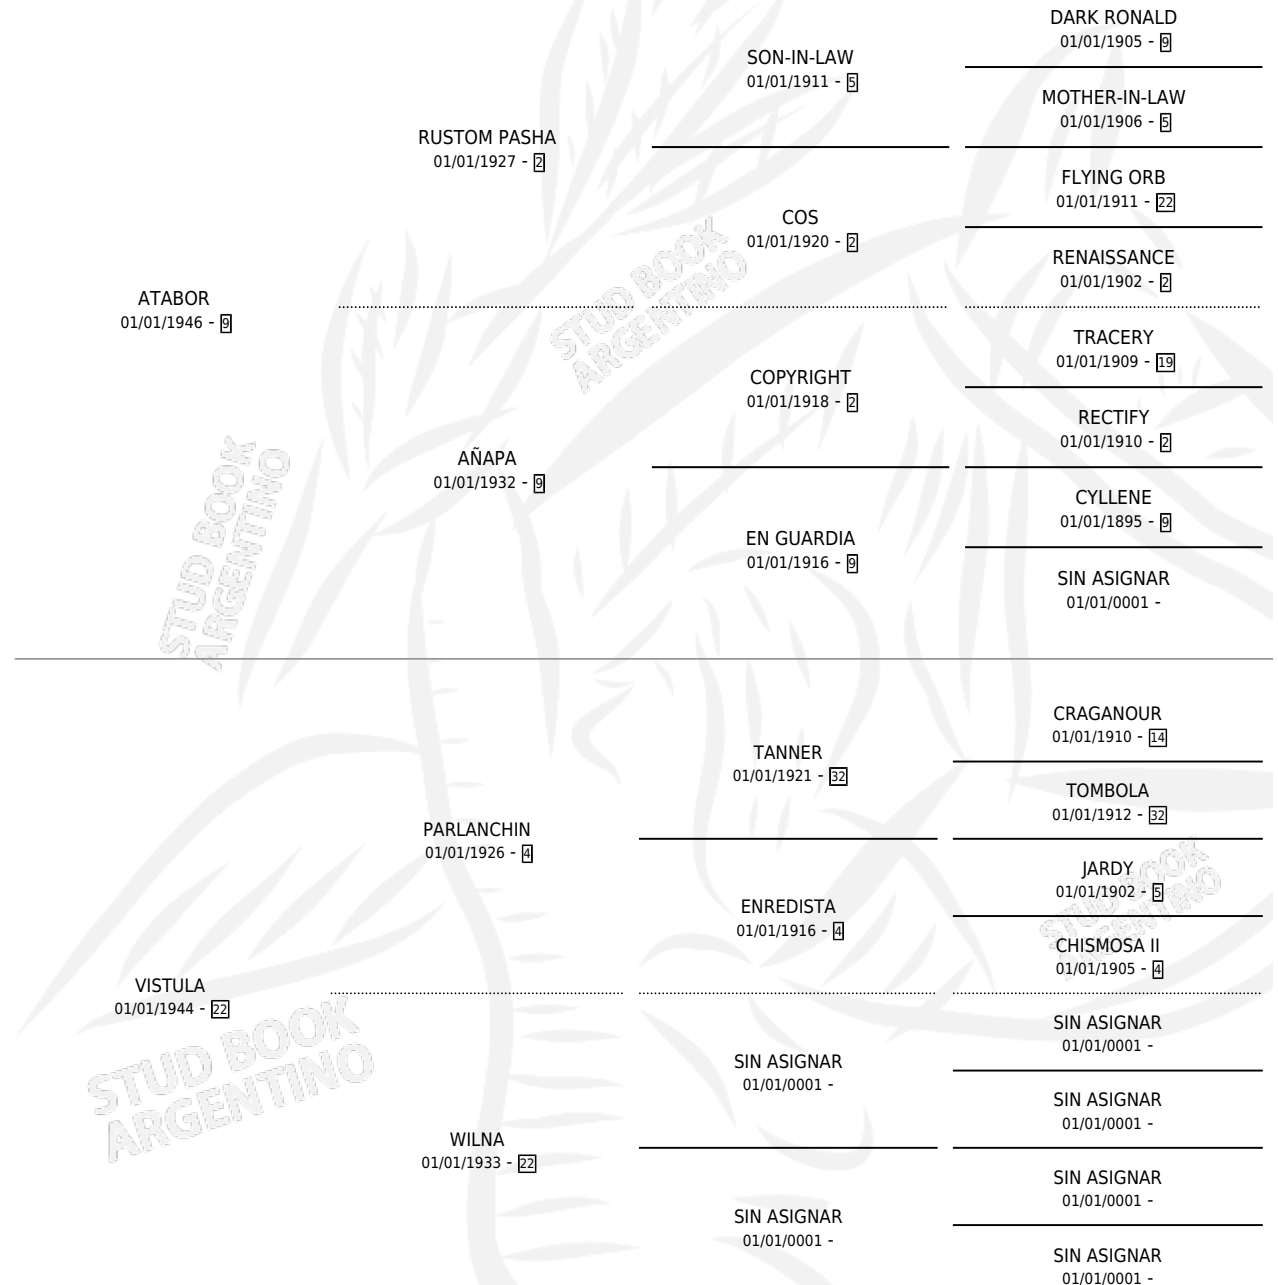 DARK RONALD
01/01/1905 - 9
SON-IN-LAW
01/01/1911 - 5
MOTHER-IN-LAW
01/01/1906 - 5
RUSTOM PASHA
01/01/1927 - 2
FLYING ORB
01/01/1911 - 22
COS
01/01/1920 - 2
RENAISSANCE
01/01/1902 - 2
ATABOR
01/01/1946 - 9
TRACERY
01/01/1909 - 19
COPYRIGHT
01/01/1918 - 2
RECTIFY
01/01/1910 - 2
AÑAPA
01/01/1932 - 9
CYLLENE
01/01/1895 - 9
EN GUARDIA
01/01/1916 - 9
SIN ASIGNAR
01/01/0001 -
CRAGANOUR
01/01/1910 - 14
TANNER
01/01/1921 - 32
TOMBOLA
01/01/1912 - 32
PARLANCHIN
01/01/1926 - 4
JARDY
01/01/1902 - 5
ENREDISTA
01/01/1916 - 4
CHISMOSA II
01/01/1905 - 4
VISTULA
01/01/1944 - 22
SIN ASIGNAR
01/01/0001 -
SIN ASIGNAR
01/01/0001 -
SIN ASIGNAR
01/01/0001 -
WILNA
01/01/1933 - 22
SIN ASIGNAR
01/01/0001 -
SIN ASIGNAR
01/01/0001 -
SIN ASIGNAR
01/01/0001 -
STUD BOOK
ARGENTINO
STUD BOOK
ARGENTINO
STUD BOOK
ARGENTINO
STUD BOOK
ARGENTINO